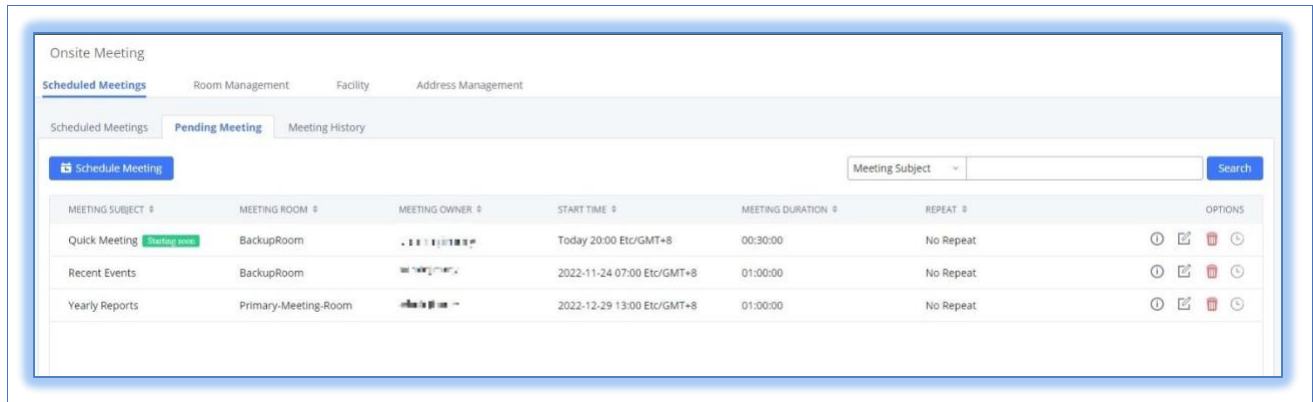 Onsite Meeting
Scheduled Meetings Room Management Facility Address Management
Scheduled Meetings Pending Meeting Meeting History
Schedule Meeting Meeting Subject Search
MEETING SUBJECT MEETING ROOM MEETING OWNER START TIME MEETING DURATION REPEAT OPTIONS
Quick Meeting Starting soon BackupRoom Today 20:00 Etc/GMT+8 00:30:00 No Repeat
Recent Events BackupRoom 2022-11-24 07:00 Etc/GMT+8 01:00:00 No Repeat
Yearly Reports Primary-Meeting-Room 2022-12-29 13:00 Etc/GMT+8 01:00:00 No Repeat